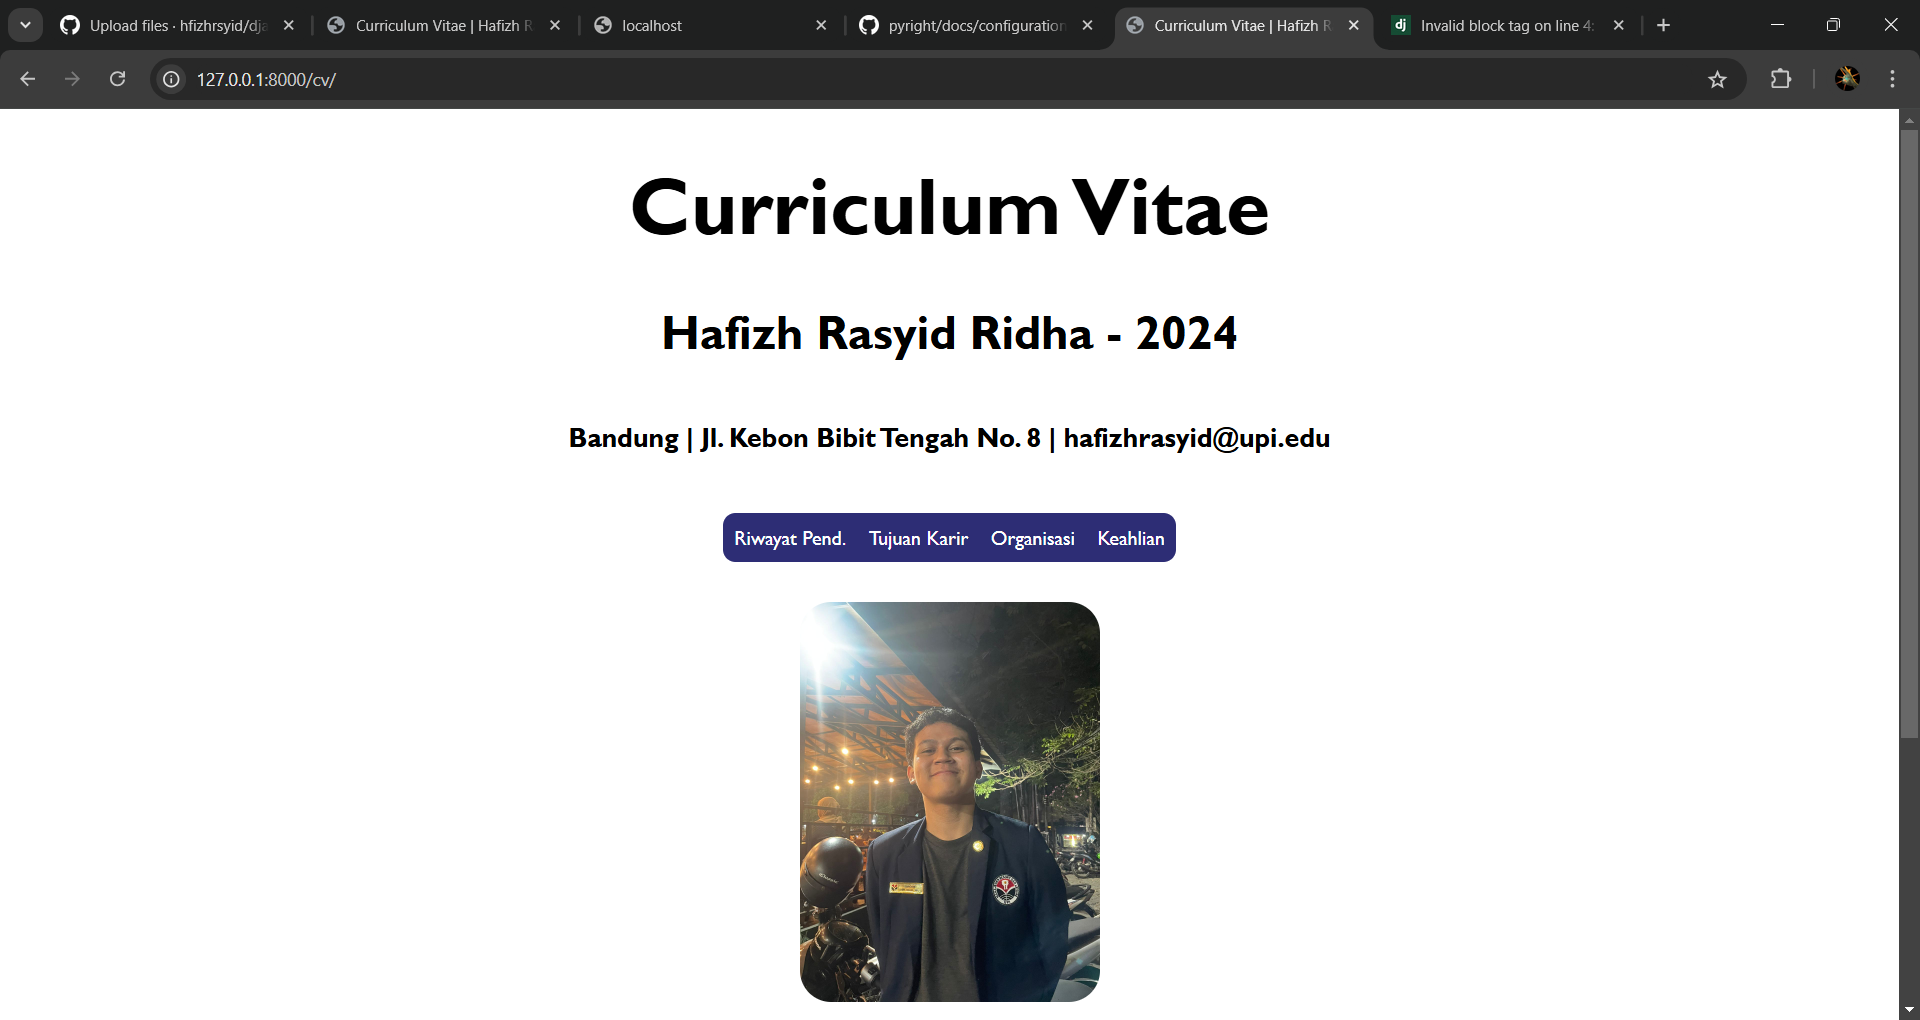 Upload files · hfizhrsyid/dja
Curriculum Vitae | Hafizh R
localhost
pyright/docs/configuration
Curriculum Vitae | Hafizh R
dj
Invalid block tag on line 4:
127.0.0.1:8000/cv/
Curriculum Vitae
Hafizh Rasyid Ridha - 2024
Bandung | Jl. Kebon Bibit Tengah No. 8 | hafizhrasyid@upi.edu
Riwayat Pend. Tujuan Karir Organisasi Keahlian